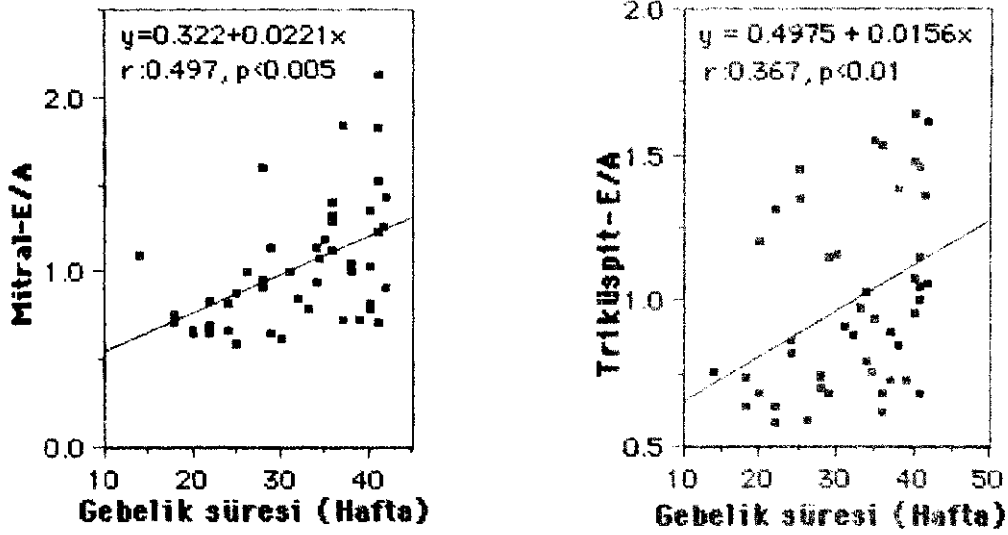 y=0.322+0.0221x
r:0.497, p<0.005
2.0
1.0
0.0
Mitral-E/A
10 20 30 40
Gebelik süresi (Hafta)
y = 0.4975 + 0.0156x
r:0.367, p<0.01
2.0
1.5
1.0
0.5
Triküspit-E/A
10 20 30 40 50
Gebelik süresi (Hafta)